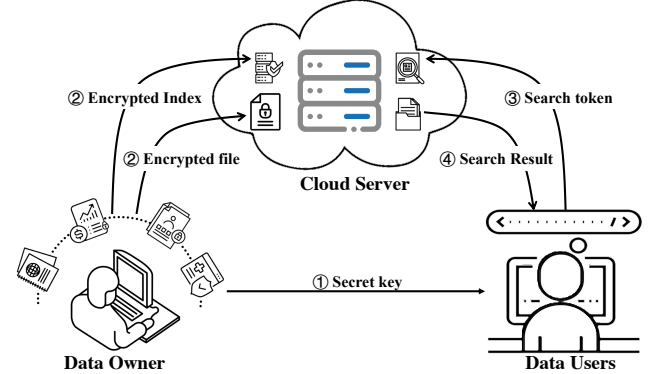 ② Encrypted Index
③ Search token
② Encrypted file
④ Search Result
Cloud Server
① Secret key
Data Owner
Data Users